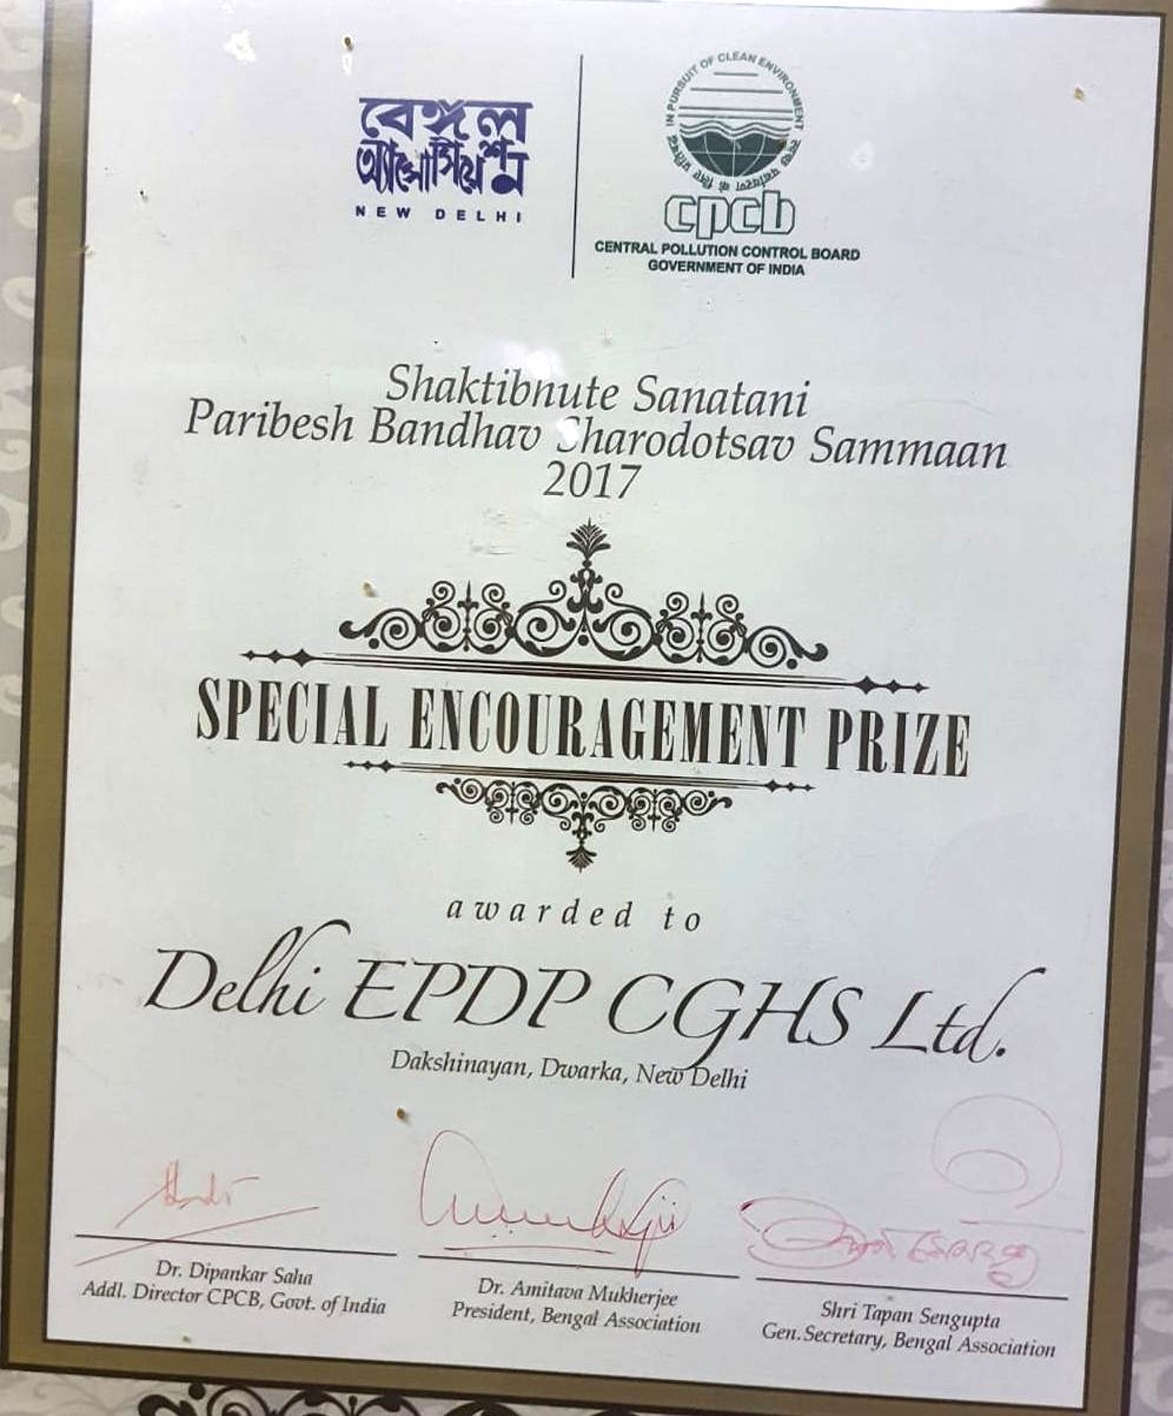 বেঙ্গল
অ্যাসোসিয়েশন
NEW DELHI
IN PURSUIT OF CLEAN ENVIRONMENT
cpcb
CENTRAL POLLUTION CONTROL BOARD
GOVERNMENT OF INDIA
Shaktibnute Sanatani
Paribesh Bandhav Sharodotsav Sammaan
2017
SPECIAL ENCOURAGEMENT PRIZE
awarded to
Delhi EPDP CGHS Ltd.
Dakshinayan, Dwarka, New Delhi
Dr. Dipankar Saha
Addl. Director CPCB, Govt. of India
Dr. Amitava Mukherjee
President, Bengal Association
Shri Tapan Sengupta
Gen.Secretary, Bengal Association